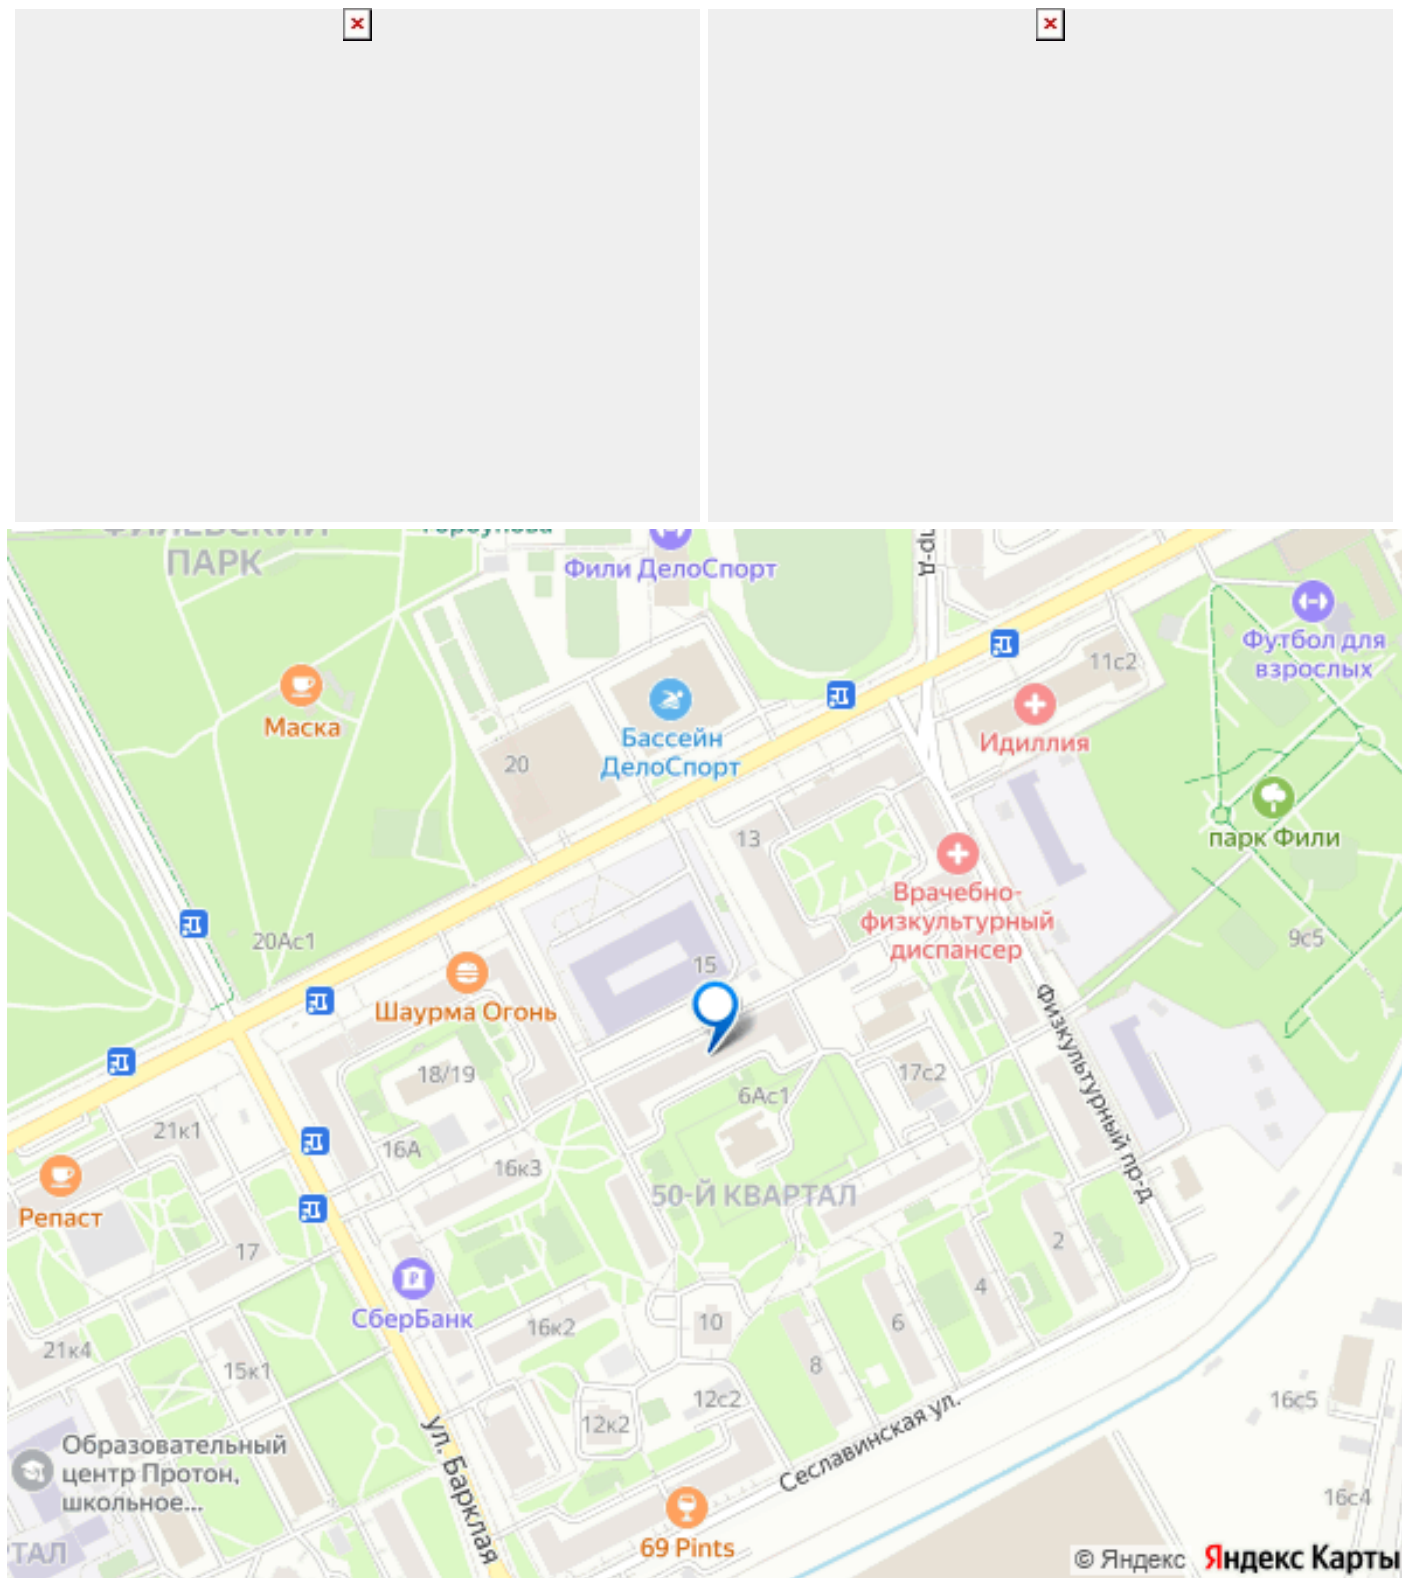 ПАРК
Фили ДелоСпорт
пр-д
Футбол для
взрослых
11с2
Маска
Бассейн
ДелоСпорт
Идиллия
20
13
парк Фили
Врачебно-
физкультурный
диспансер
20Ас1
15
9с5
Шаурма Огонь
Физкультурный пр-д
18/19
17с2
6Ас1
21к1
16А
16к3
50-Й КВАРТАЛ
Репаст
17
2
4
СберБанк
16к2
10
6
21к4
15к1
8
12с2
16с5
12к2
Сеславинская ул.
ул. Барклая
Образовательный
центр Протон,
школьное...
16с4
69 Pints
ТАЛ
© Яндекс Яндекс Карты